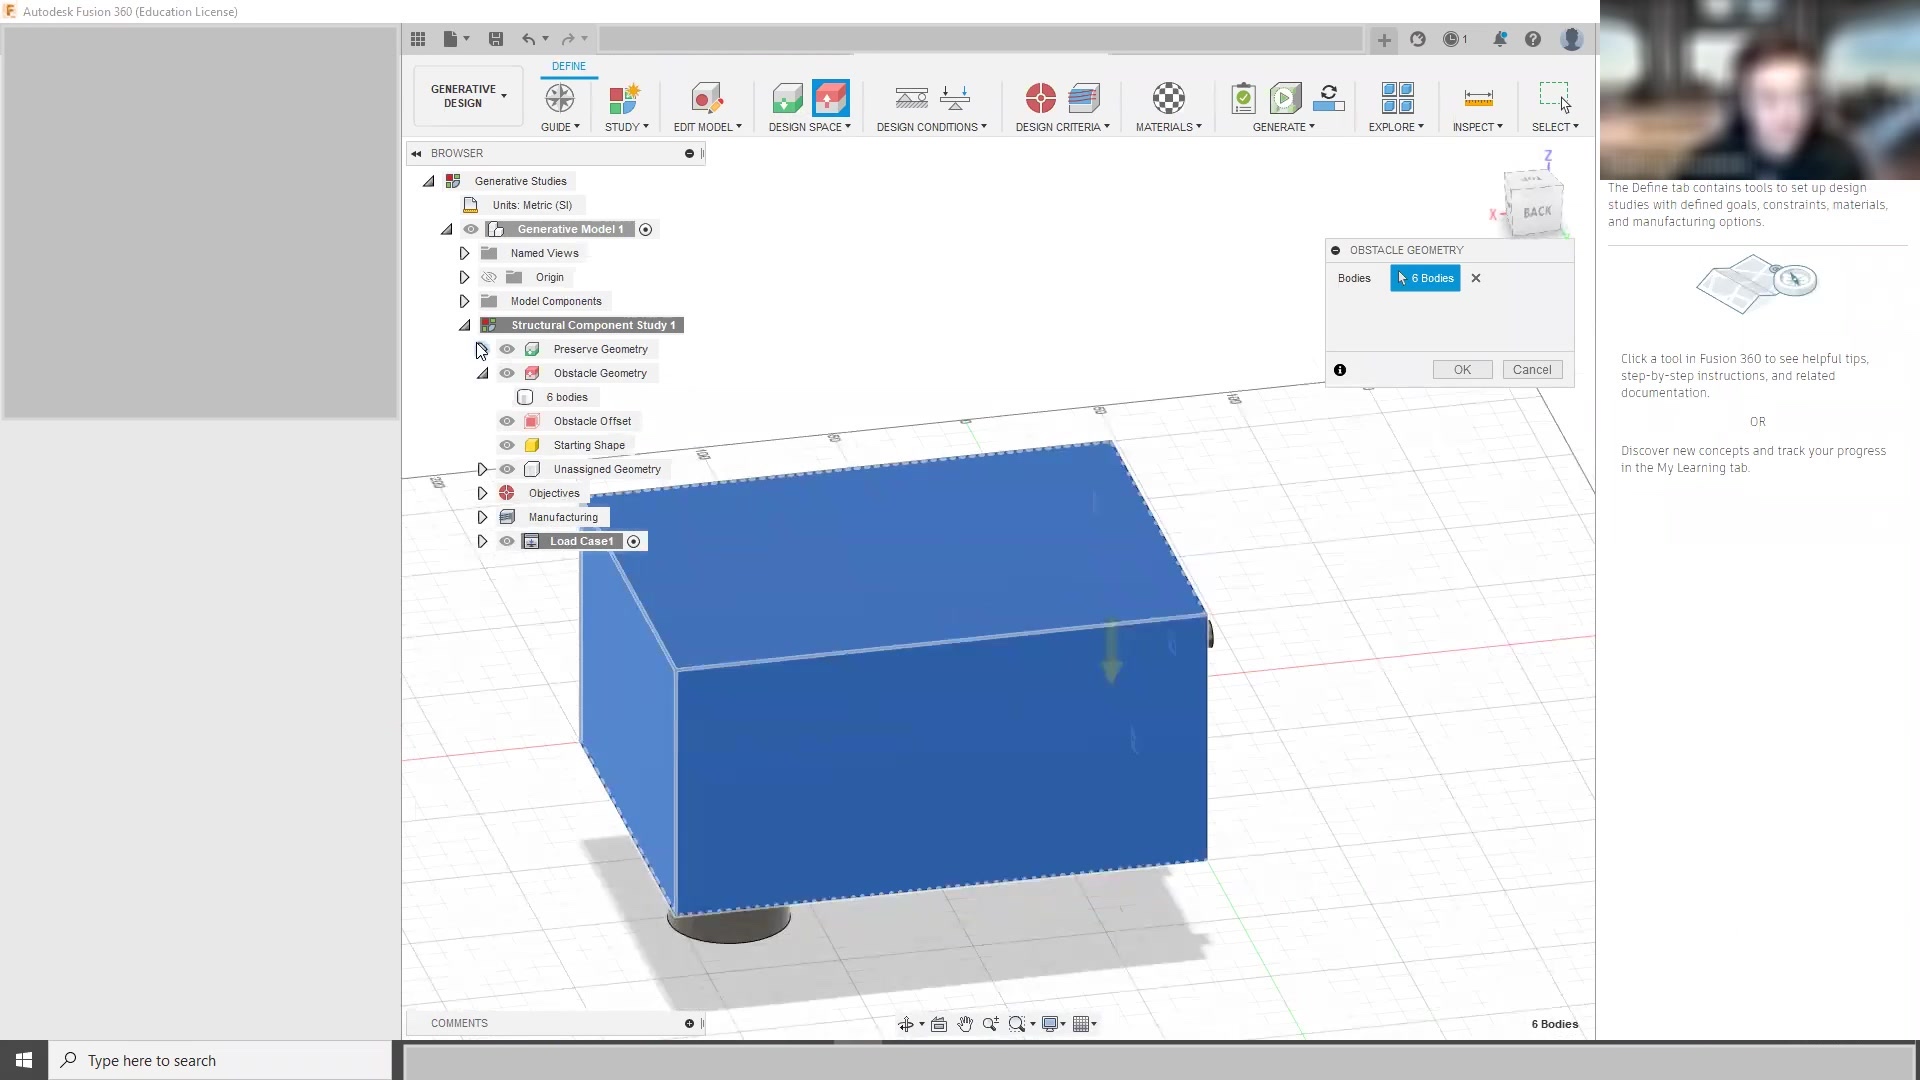 Autodesk Fusion 360 (Education License)
1
DEFINE
GENERATIVE
DESIGN
GUIDE
STUDY
EDIT MODEL
DESIGN SPACE
DESIGN CONDITIONS
DESIGN CRITERIA
MATERIALS
GENERATE
EXPLORE
INSPECT
SELECT
BROWSER
Generative Studies
Units: Metric (SI)
Generative Model 1
Named Views
Origin
Model Components
Structural Component Study 1
Preserve Geometry
Obstacle Geometry
6 bodies
Obstacle Offset
Starting Shape
Unassigned Geometry
Objectives
Manufacturing
Load Case1
Z
X
BACK
OBSTACLE GEOMETRY
Bodies
6 Bodies
OK
Cancel
The Define tab contains tools to set up design
studies with defined goals, constraints, materials,
and manufacturing options.
Click a tool in Fusion 360 to see helpful tips,
step-by-step instructions, and related
documentation.
OR
Discover new concepts and track your progress
in the My Learning tab.
COMMENTS
6 Bodies
Type here to search